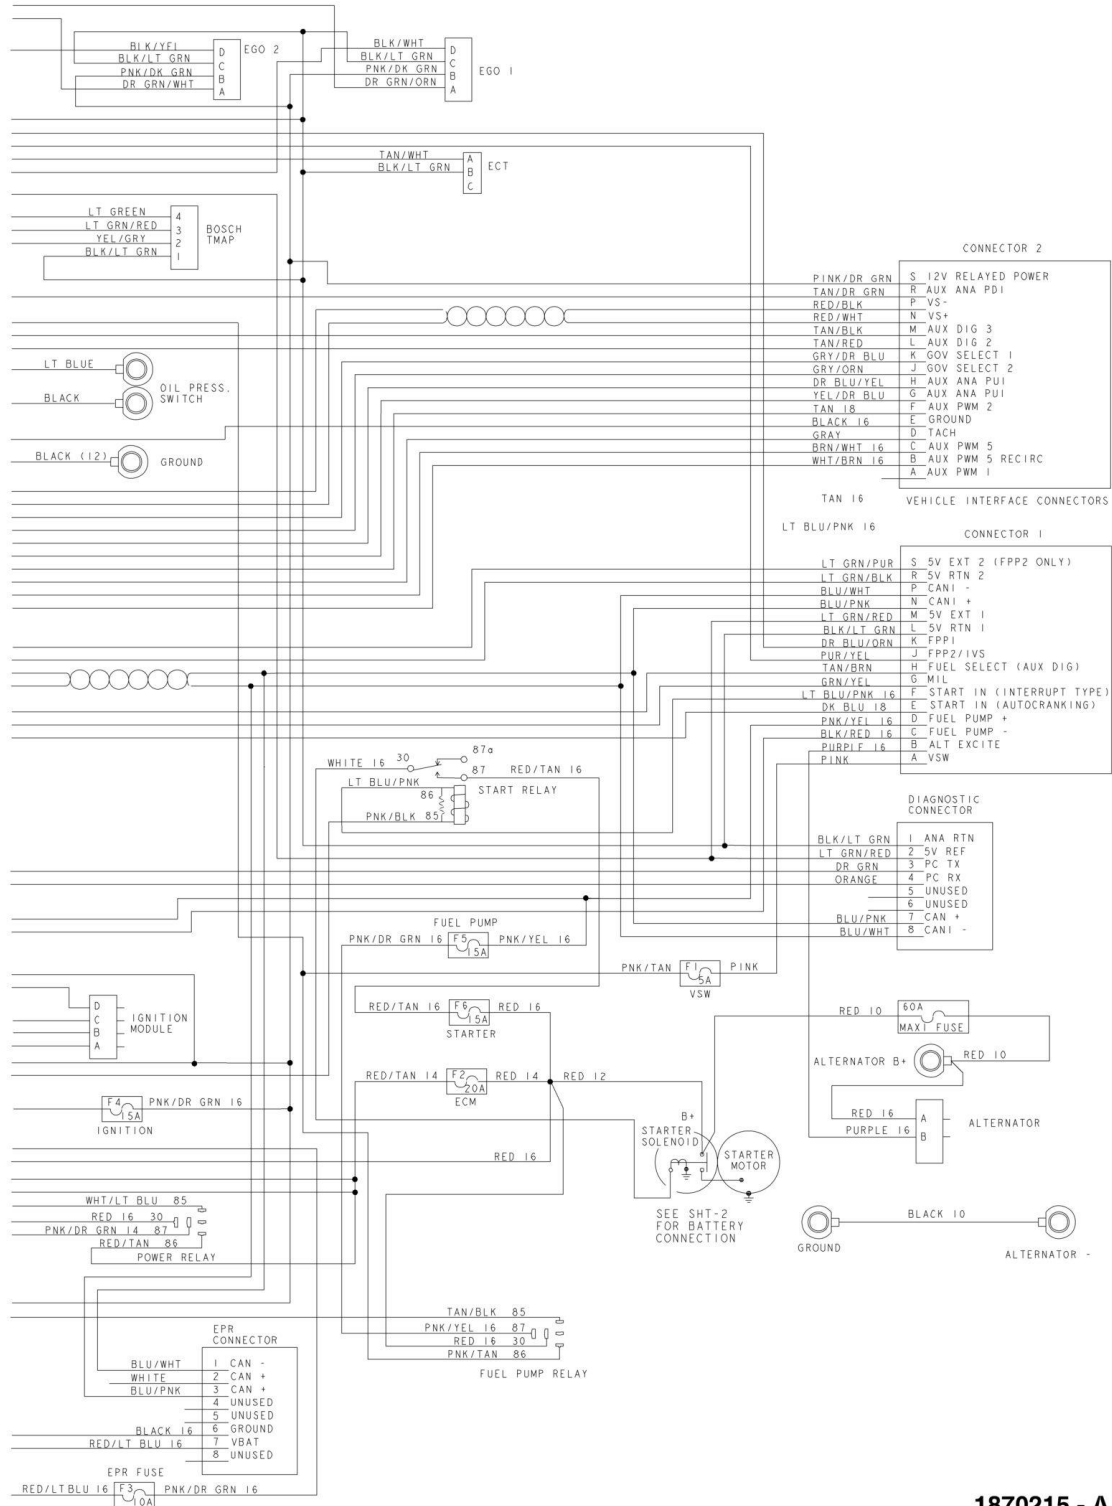 BLK/YEL
BLK/LT GRN
PNK/DK GRN
DR GRN/WHT
D
C
B
A
EGO 2
BLK/WHT
BLK/LT GRN
PNK/DK GRN
DR GRN/ORN
D
C
B
A
EGO 1
TAN/WHT
BLK/LT GRN
A
B
C
ECT
LT GREEN 4
LT GRN/RED 3
YEL/GRY 2
BLK/LT GRN 1
BOSCH
TMAP
LT BLUE
BLACK
OIL PRESS.
SWITCH
BLACK (12)
GROUND
CONNECTOR 2
PINK/DR GRN S 12V RELAYED POWER
TAN/DR GRN R AUX ANA PD1
RED/BLK P VS-
RED/WHT N VS+
TAN/BLK M AUX DIG 3
TAN/RED L AUX DIG 2
GRY/DR BLU K GOV SELECT 1
GRY/ORN J GOV SELECT 2
DR BLU/YEL H AUX ANA PU1
YEL/DR BLU G AUX ANA PU1
TAN 18 F AUX PWM 2
BLACK 16 E GROUND
GRAY D TACH
BRN/WHT 16 C AUX PWM 5
WHT/BRN 16 B AUX PWM 5 RECIRC
A AUX PWM 1
TAN 16
VEHICLE INTERFACE CONNECTORS
LT BLU/PNK 16
CONNECTOR 1
LT GRN/PUR S 5V EXT 2 (FPP2 ONLY)
LT GRN/BLK R 5V RTN 2
BLU/WHT P CAN1 -
BLU/PNK N CAN1 +
LT GRN/RED M 5V EXT 1
BLK/LT GRN L 5V RTN 1
DR BLU/ORN K FPP1
PUR/YEL J FPP2/IVS
TAN/BRN H FUEL SELECT (AUX DIG)
GRN/YEL G MIL
LT BLU/PNK 16 F START IN (INTERRUPT TYPE)
DK BLU 18 E START IN (AUTOCRANKING)
PNK/YEL 16 D FUEL PUMP +
BLK/RED 16 C FUEL PUMP -
PURPLE 16 B ALT EXCITE
PINK A VSW
WHITE 16 30
87a
87 RED/TAN 16
LT BLU/PNK
86
START RELAY
PNK/BLK 85
DIAGNOSTIC
CONNECTOR
BLK/LT GRN 1 ANA RTN
LT GRN/RED 2 5V REF
DR GRN 3 PC TX
ORANGE 4 PC RX
5 UNUSED
6 UNUSED
BLU/PNK 7 CAN +
BLU/WHT 8 CAN1 -
FUEL PUMP
PNK/DR GRN 16 F5 15A PNK/YEL 16
PNK/TAN F1 5A PINK
VSW
RED/TAN 16 F6 15A RED 16
STARTER
RED/TAN 14 F2 20A RED 14 RED 12
ECM
D
C
B
A
IGNITION
MODULE
F4 15A PNK/DR GRN 16
IGNITION
RED 10 60A
MAXI FUSE
ALTERNATOR B+ RED 10
RED 16 A
PURPLE 16 B
ALTERNATOR
B+
STARTER
SOLENOID
STARTER
MOTOR
RED 16
SEE SHT-2
FOR BATTERY
CONNECTION
BLACK 10
GROUND
ALTERNATOR -
WHT/LT BLU 85
RED 16 30
PNK/DR GRN 14 87
RED/TAN 86
POWER RELAY
TAN/BLK 85
PNK/YEL 16 87
RED 16 30
PNK/TAN 86
FUEL PUMP RELAY
EPR
CONNECTOR
BLU/WHT 1 CAN -
WHITE 2 CAN +
BLU/PNK 3 CAN +
4 UNUSED
5 UNUSED
BLACK 16 6 GROUND
RED/LT BLU 16 7 VBAT
8 UNUSED
EPR FUSE
RED/LTBLU 16 F3 10A PNK/DR GRN 16
1870215 - A